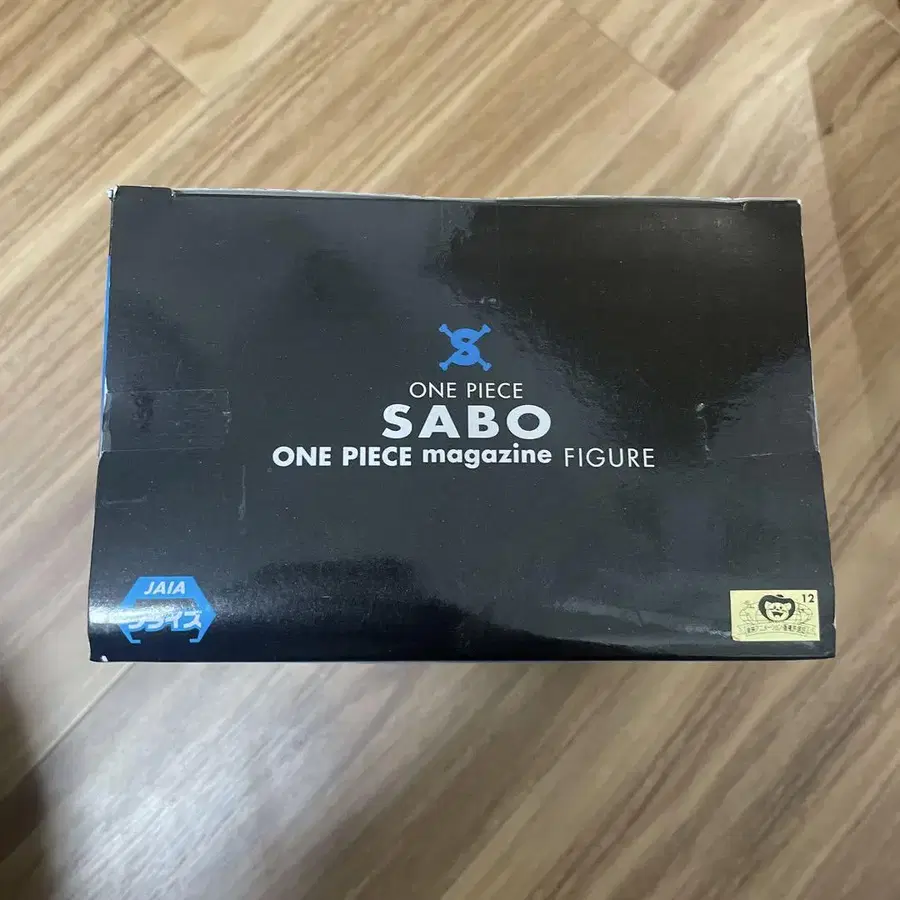 ONE PIECE
SABO
ONE PIECE magazine FIGURE
JAIA
プライズ
12